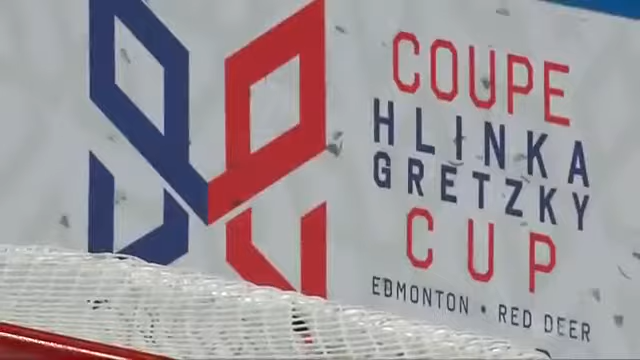 COUPE
HLINKA
GRETZKY
CUP
EDMONTON • RED DEER